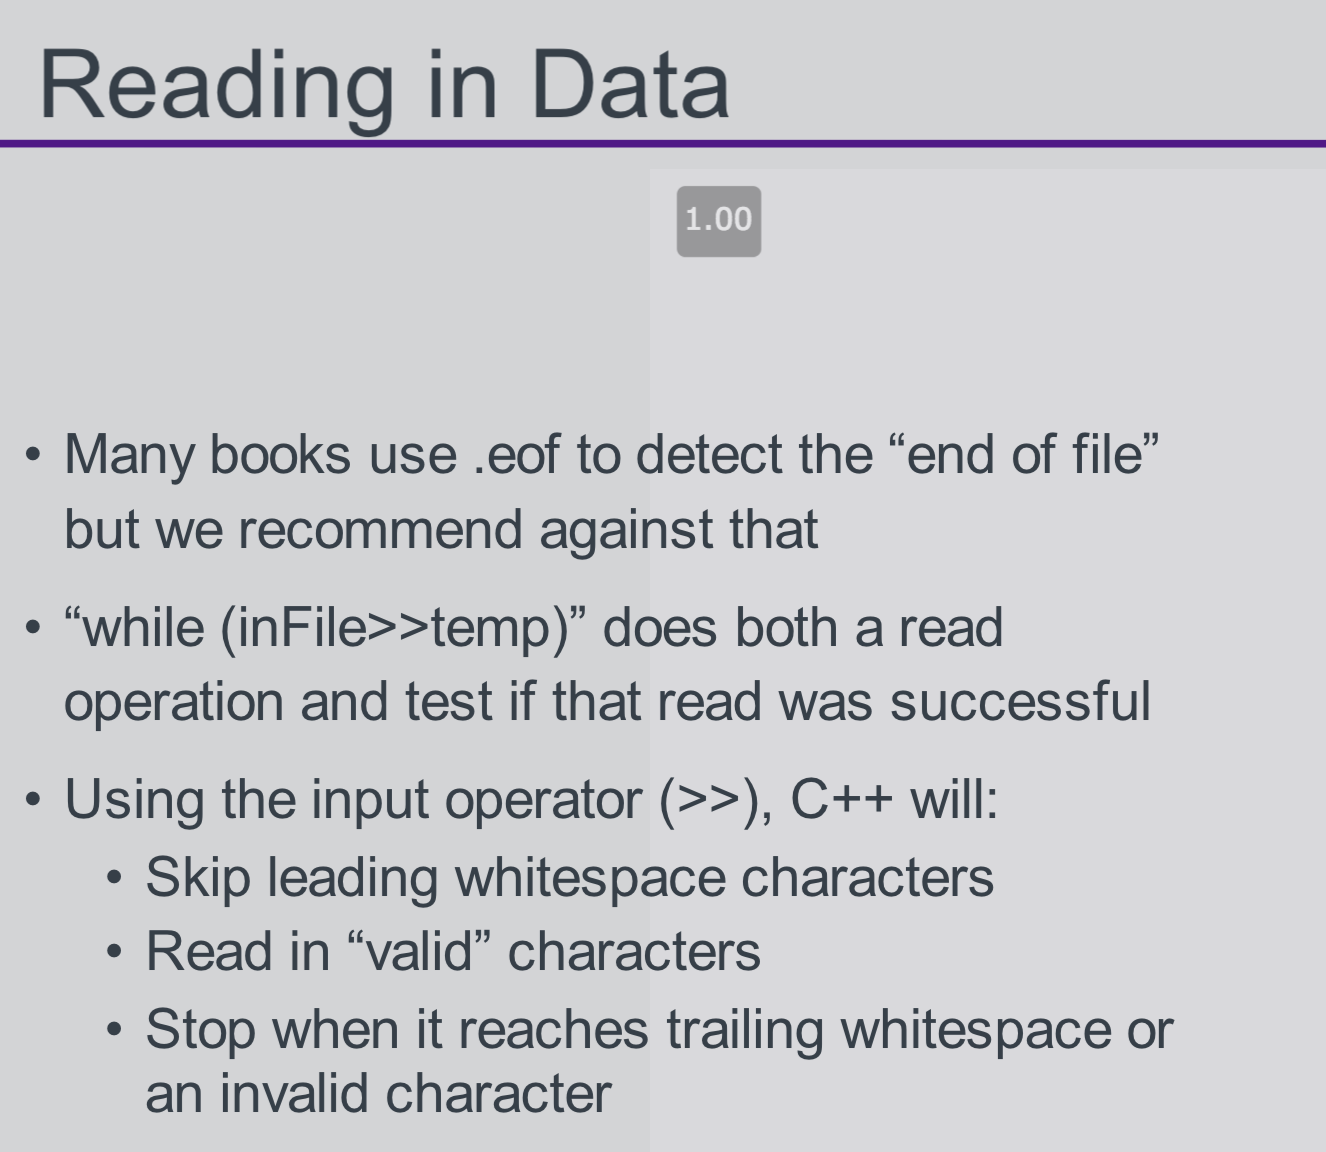 Reading in Data
1.00
• Many books use .eof to detect the “end of file”
but we recommend against that
• “while (inFile>>temp)” does both a read
operation and test if that read was successful
• Using the input operator (>>), C++ will:
• Skip leading whitespace characters
• Read in “valid” characters
• Stop when it reaches trailing whitespace or
an invalid character